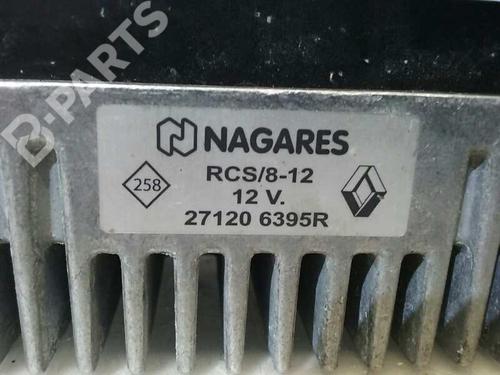 B-PARTS
NAGARES
258
RCS/8-12
12 V.
27120 6395R